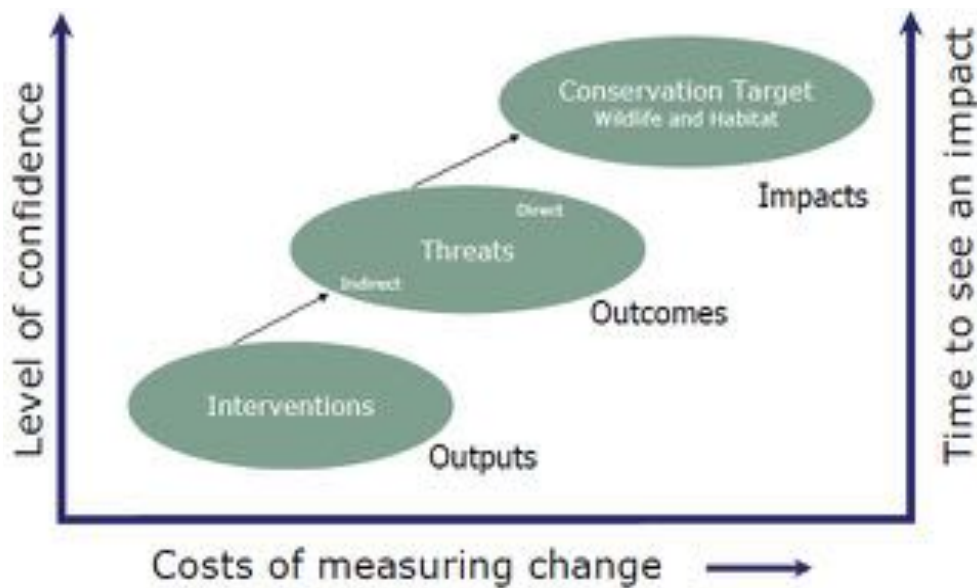 Level of confidence
Conservation Target
Wildlife and Habitat
Impacts
Direct
Threats
Indirect
Outcomes
Interventions
Outputs
Time to see an impact
Costs of measuring change